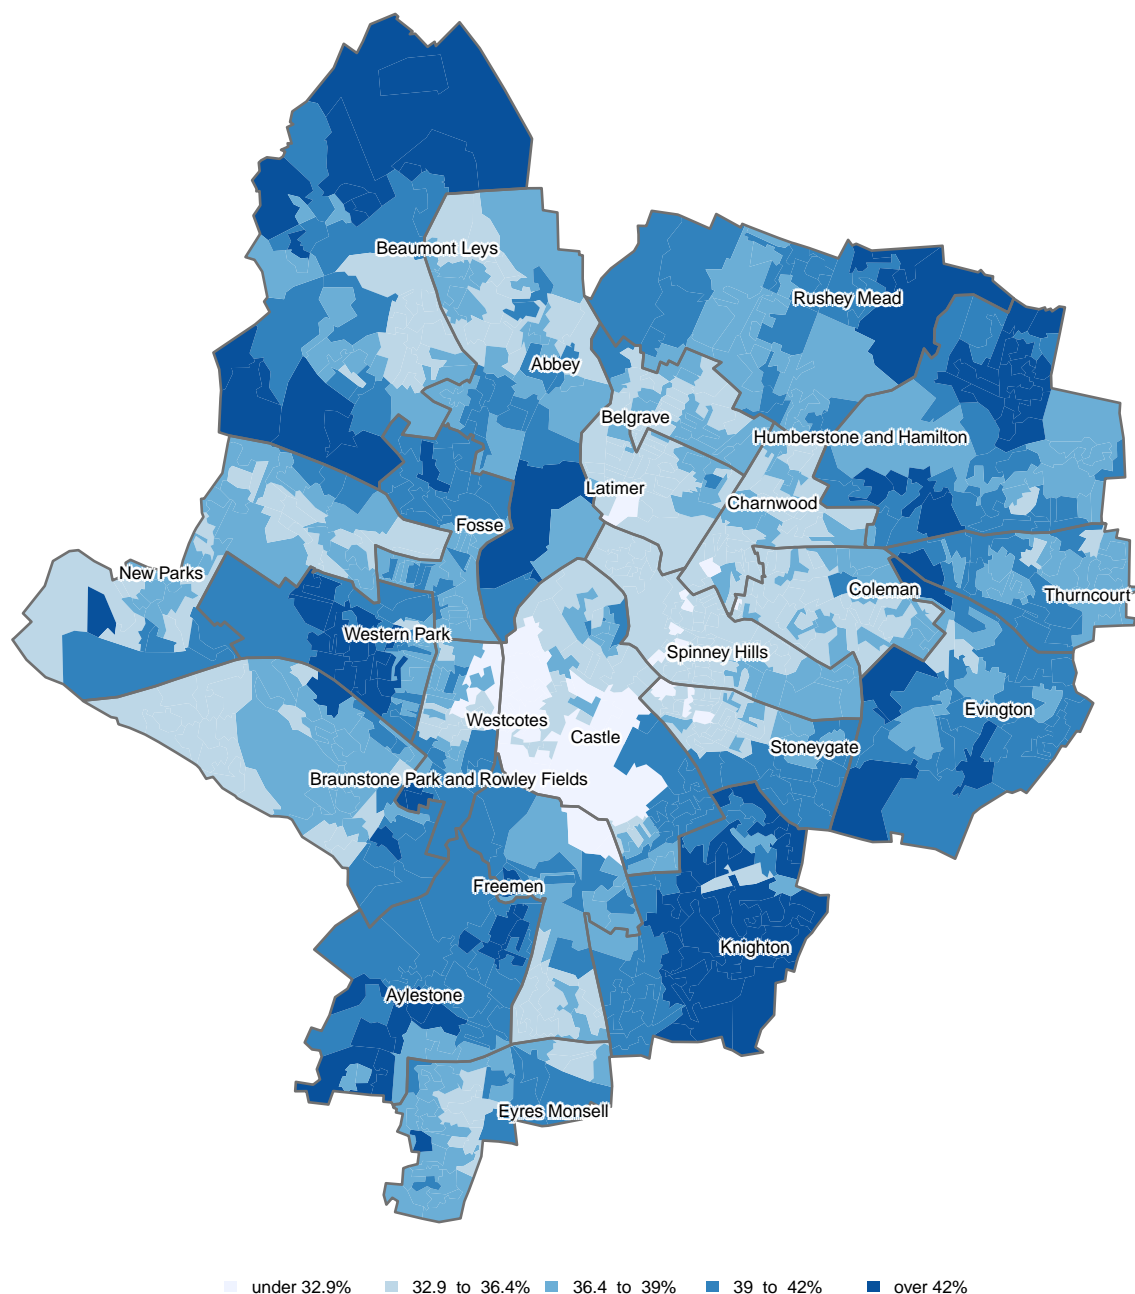 Beaumont Leys
Rushey Mead
Abbey
Belgrave
Humberstone and Hamilton
Latimer
Charnwood
Fosse
New Parks
Coleman
Thurncourt
Western Park
Spinney Hills
Evington
Westcotes
Castle
Stoneygate
Braunstone Park and Rowley Fields
Freemen
Knighton
Aylestone
Eyres Monsell
under 32.9% 32.9 to 36.4% 36.4 to 39% 39 to 42% over 42%